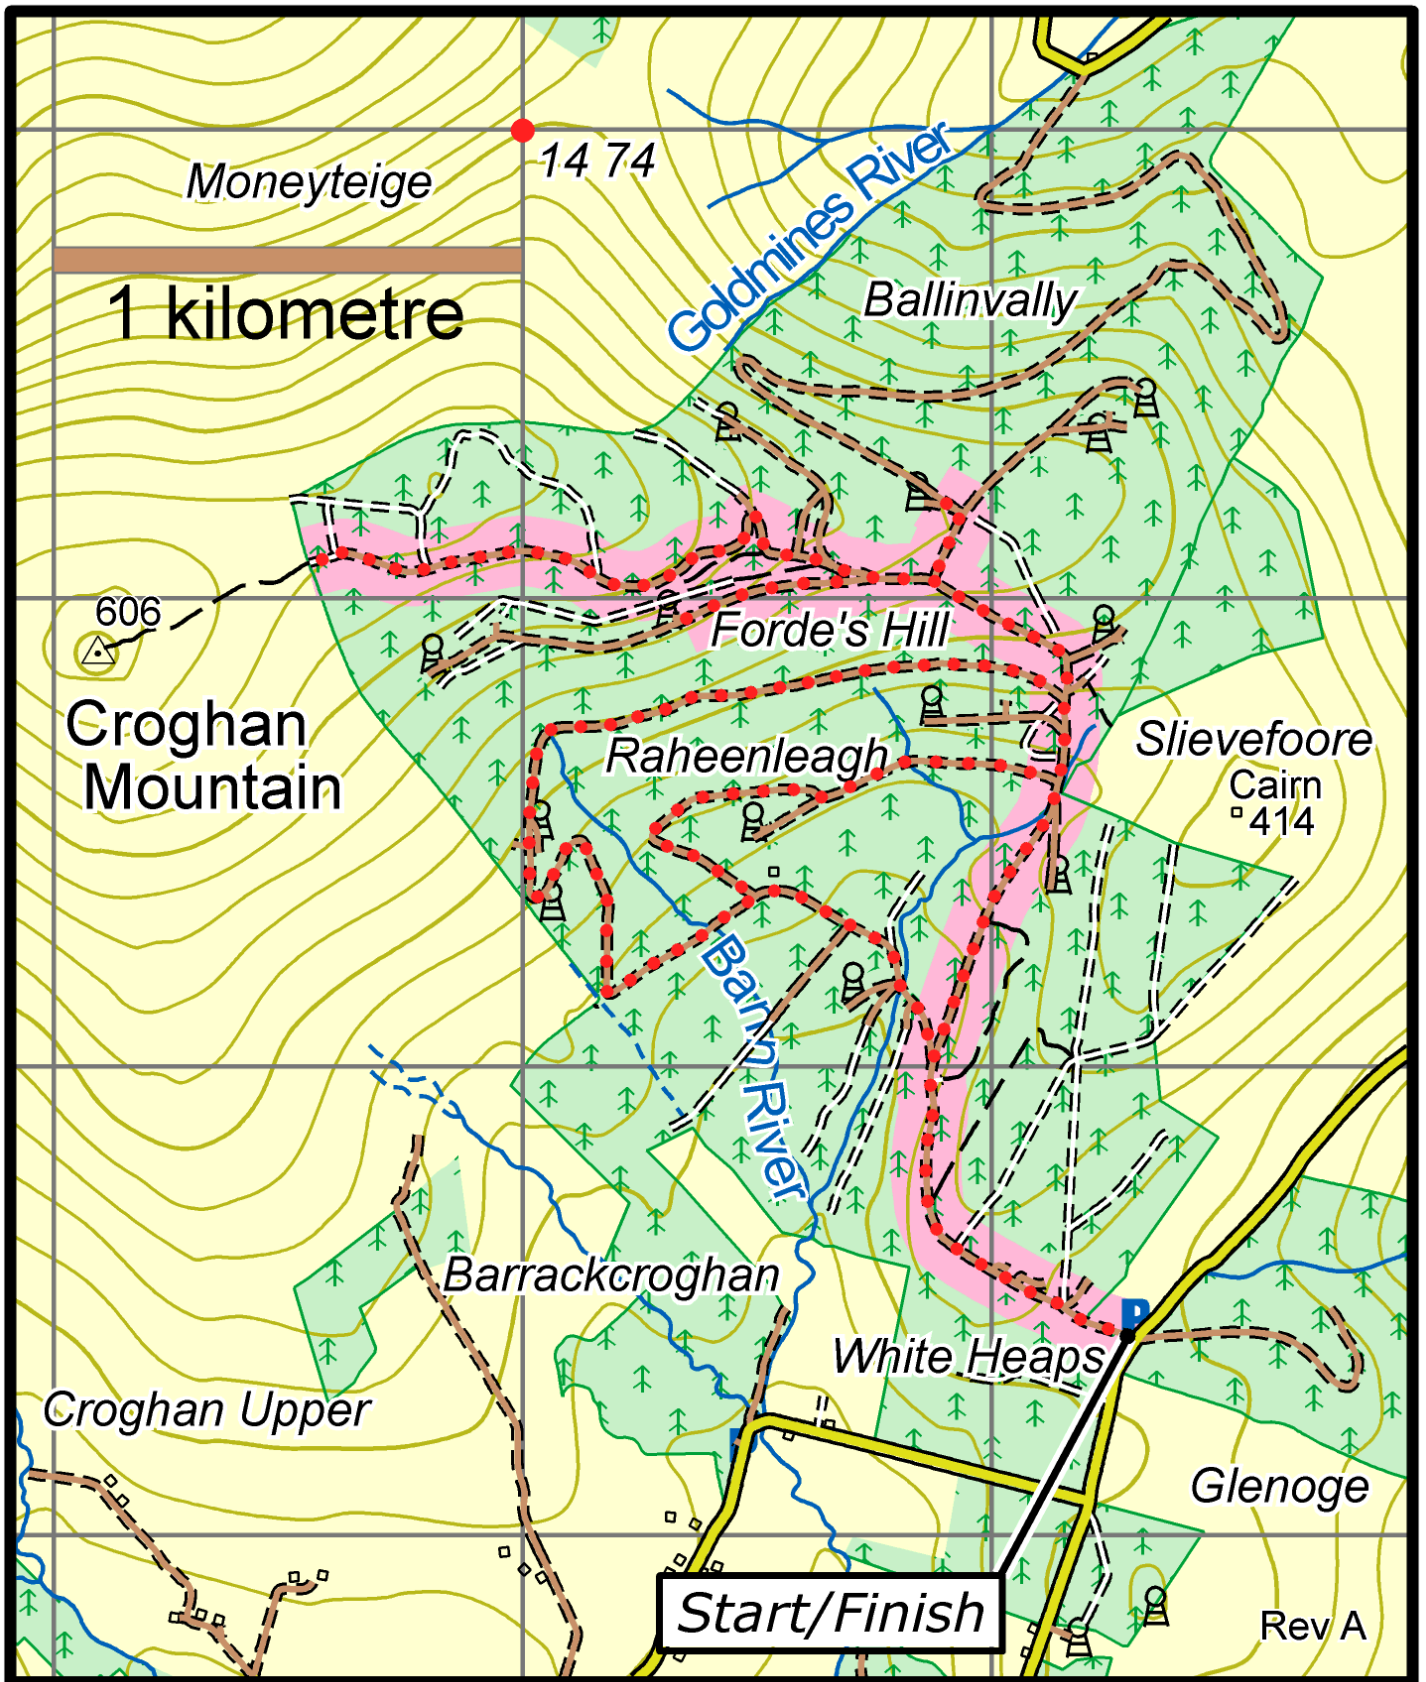 14 74
Moneyteige
Goldmines River
1 kilometre
Ballinvally
606
Forde's Hill
Croghan
Mountain
Raheenleagh
Slievefoore
Cairn
414
Bann River
Barrackcroghan
P
White Heaps
Croghan Upper
P
Glenoge
Start/Finish
Rev A